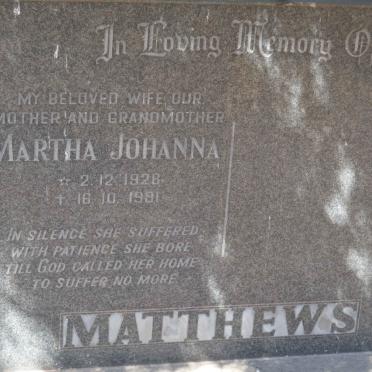 In Loving Memory O
MY BELOVED WIFE, OUR
MOTHER AND GRANDMOTHER
MARTHA JOHANNA
☆ 2.12.1928
† 16.10.1981
IN SILENCE SHE SUFFERED
WITH PATIENCE SHE BORE
TILL GOD CALLED HER HOME
TO SUFFER NO MORE
MATTHEWS